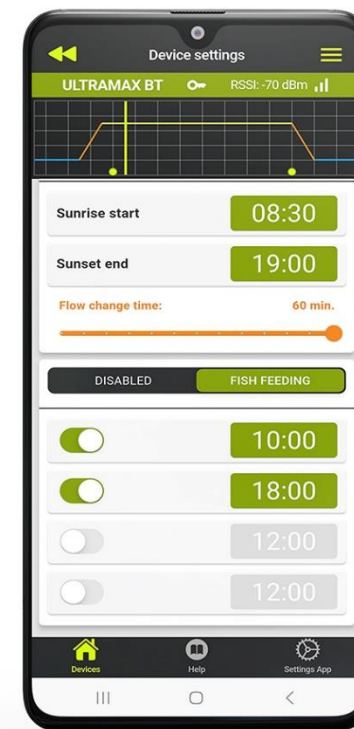 Device settings
ULTRAMAX BT RSSI: -70 dBm
Sunrise start 08:30
Sunset end 19:00
Flow change time: 60 min.
DISABLED FISH FEEDING
10:00
18:00
12:00
12:00
Devices Help Settings App